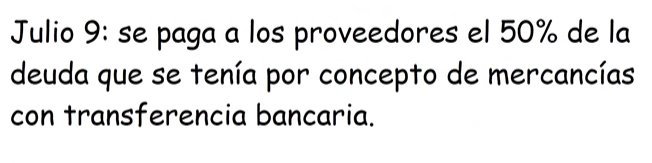 Julio 9: se paga a los proveedores el 50% de la
deuda que se tenía por concepto de mercancías
con transferencia bancaria.